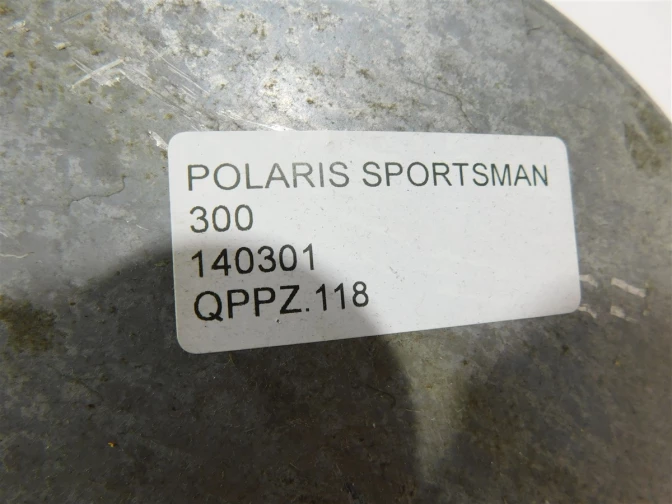 POLARIS SPORTSMAN
300
140301
QPPZ.118